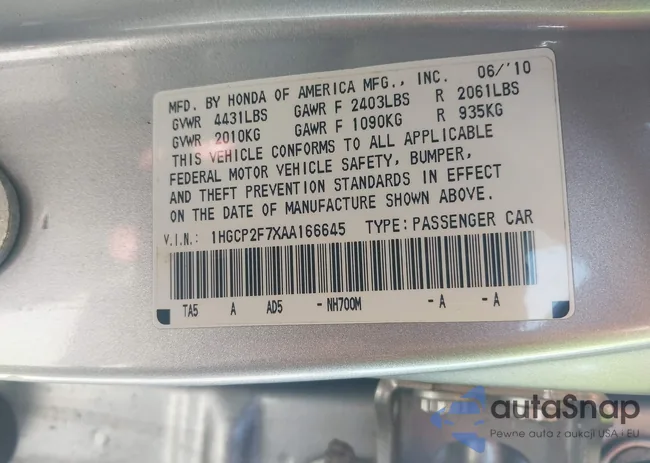 MFD. BY HONDA OF AMERICA MFG., INC. 06/'10
GVWR 4431LBS GAWR F 2403LBS R 2061LBS
GVWR 2010KG GAWR F 1090KG R 935KG
THIS VEHICLE CONFORMS TO ALL APPLICABLE
FEDERAL MOTOR VEHICLE SAFETY, BUMPER,
AND THEFT PREVENTION STANDARDS IN EFFECT
ON THE DATE OF MANUFACTURE SHOWN ABOVE.
V.I.N.: 1HGCP2F7XAA166645 TYPE: PASSENGER CAR
TA5 A AD5 -NH700M -A -A
autaSnap
Pewne auta z aukcji USA i EU